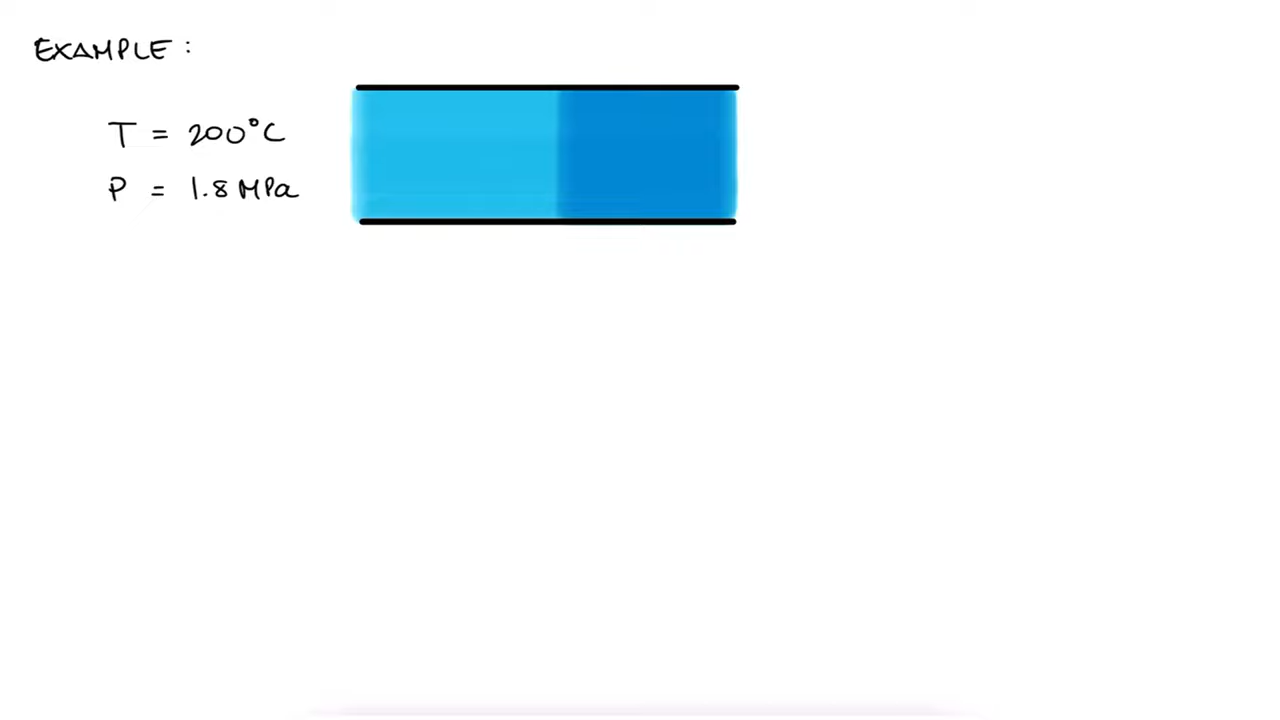 EXAMPLE:
T = 200°C
P = 1.8 MPa